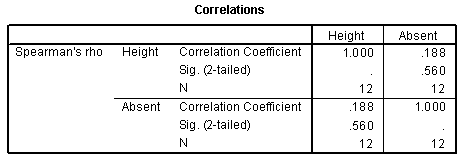 Correlations
Height Absent
Spearman's rho Height Correlation Coefficient 1.000 .188
Sig. (2-tailed) . .560
N 12 12
Absent Correlation Coefficient .188 1.000
Sig. (2-tailed) .560 .
N 12 12